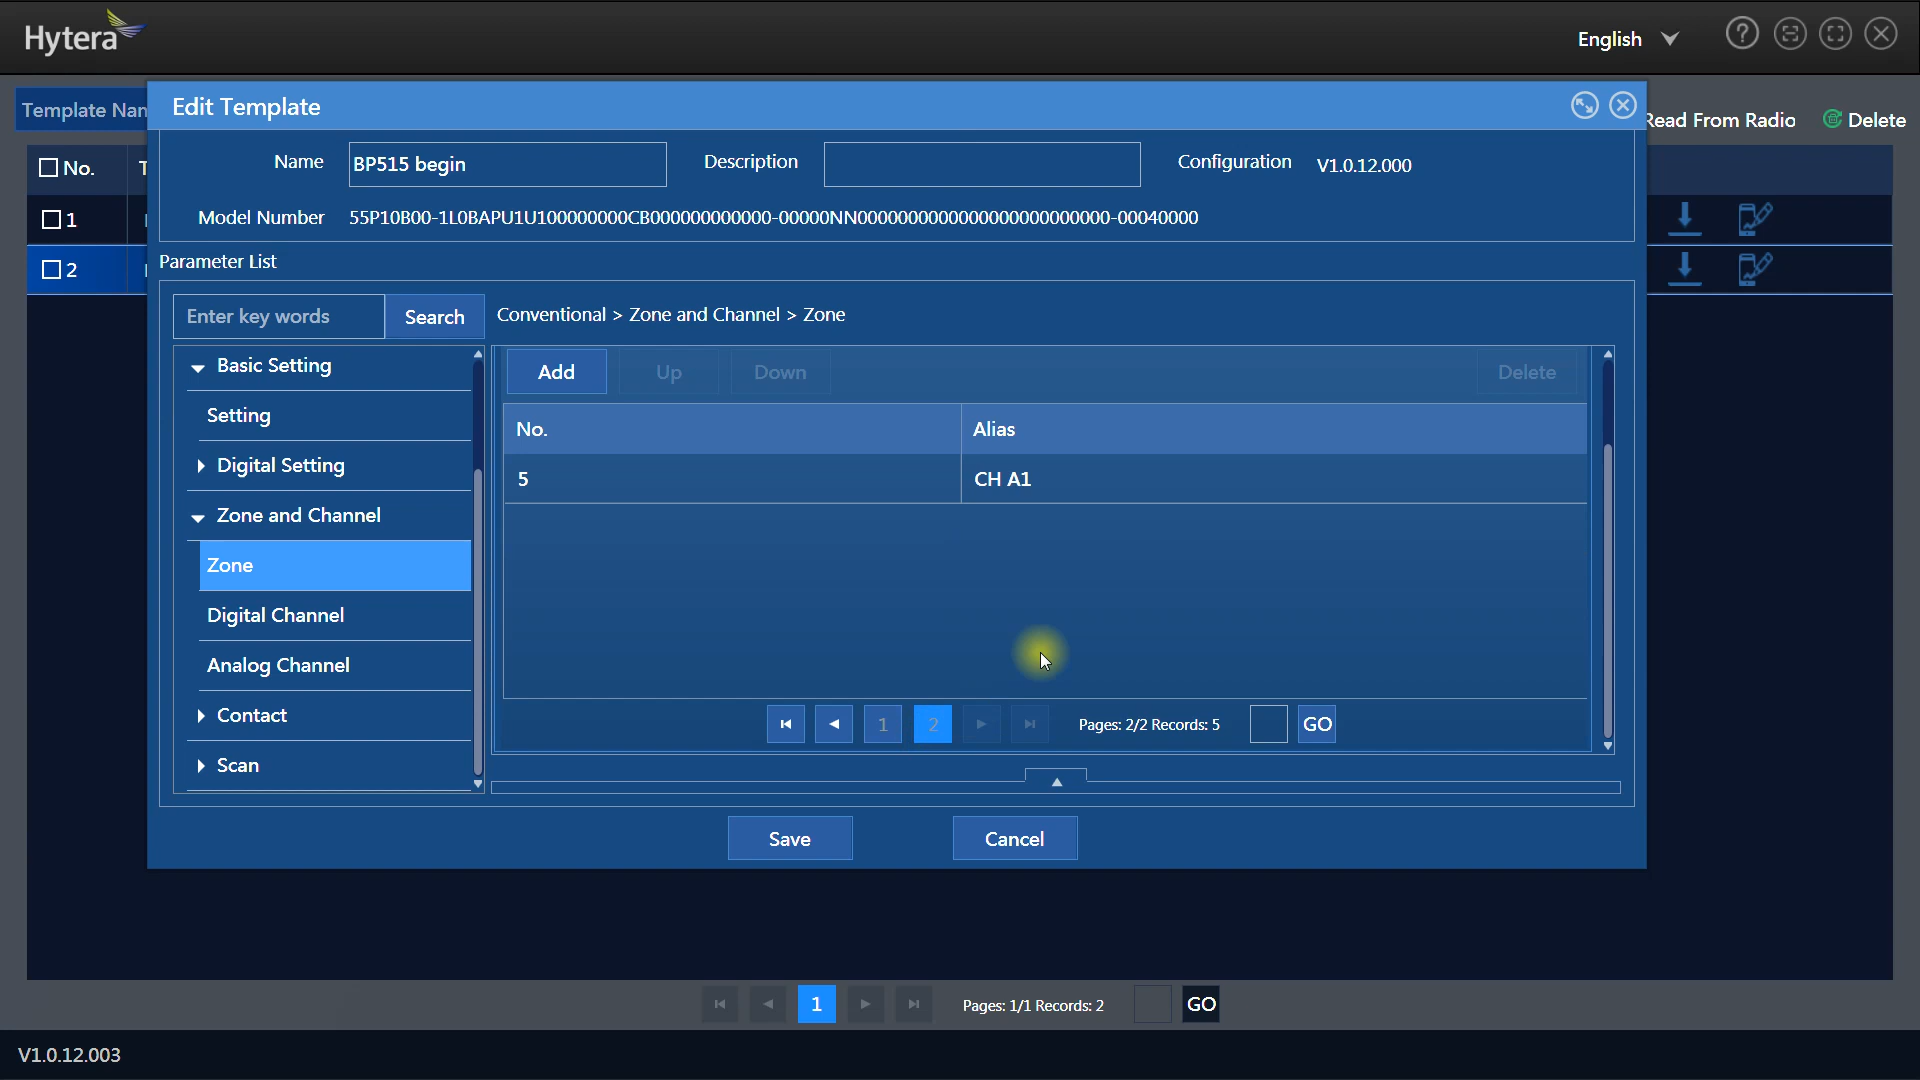 Hytera
English
Template Nan
Edit Template
Read From Radio
Delete
No.
Name
BP515 begin
Description
Configuration
V1.0.12.000
1
Model Number
55P10B00-1L0BAPU1U100000000CB000000000000-00000NN0000000000000000000000-00040000
2
Parameter List
Enter key words
Search
Conventional > Zone and Channel > Zone
Basic Setting
Add
Up
Down
Delete
Setting
No.
Alias
Digital Setting
5
CH A1
Zone and Channel
Zone
Digital Channel
Analog Channel
Contact
1
2
Pages: 2/2 Records: 5
GO
Scan
Save
Cancel
1
Pages: 1/1 Records: 2
GO
V1.0.12.003